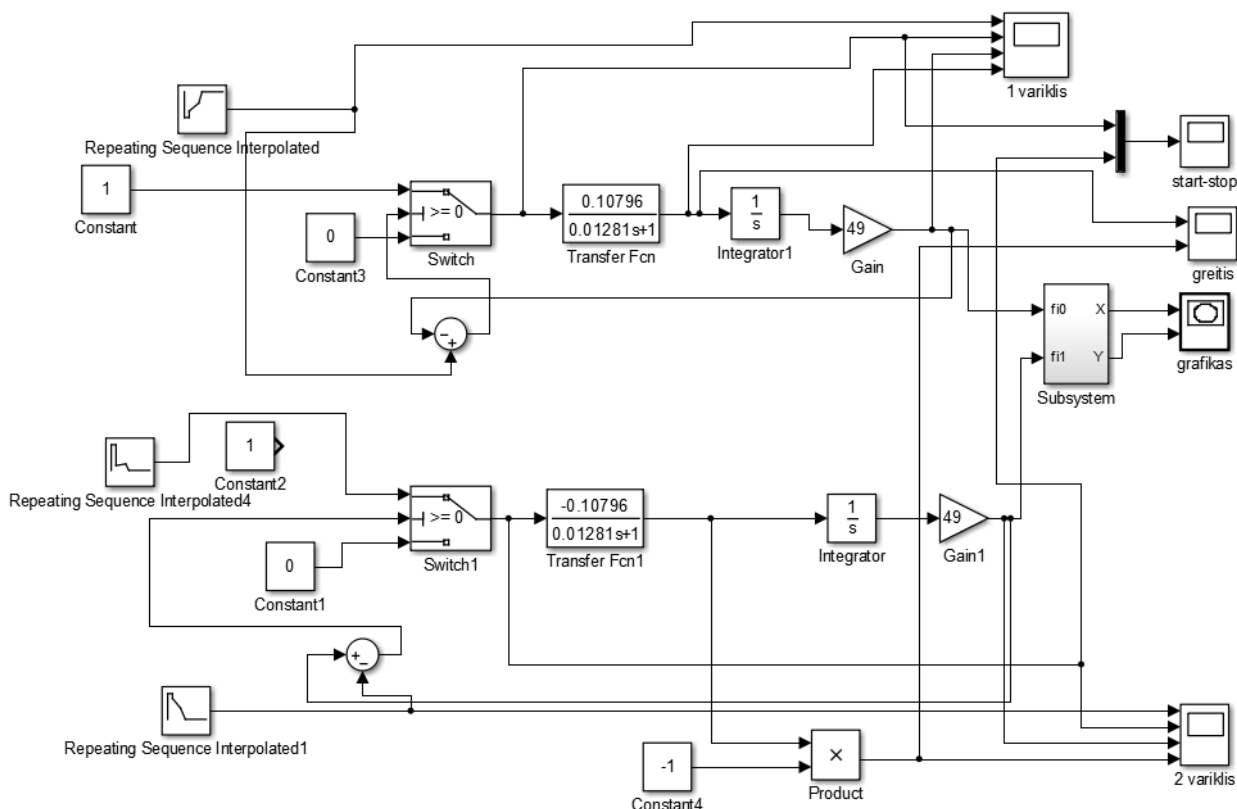 1 variklis
Repeating Sequence Interpolated
start-stop
1
Constant
>= 0
Switch
0
Constant3
0.10796
0.01281s+1
Transfer Fcn
1
s
Integrator1
49
Gain
greitis
- +
fi0
fi1
X
Y
Subsystem
grafikas
Repeating Sequence Interpolated4
1
Constant2
>= 0
Switch1
0
Constant1
-0.10796
0.01281s+1
Transfer Fcn1
1
s
Integrator
49
Gain1
+ -
Repeating Sequence Interpolated1
-1
Constant4
×
Product
2 variklis